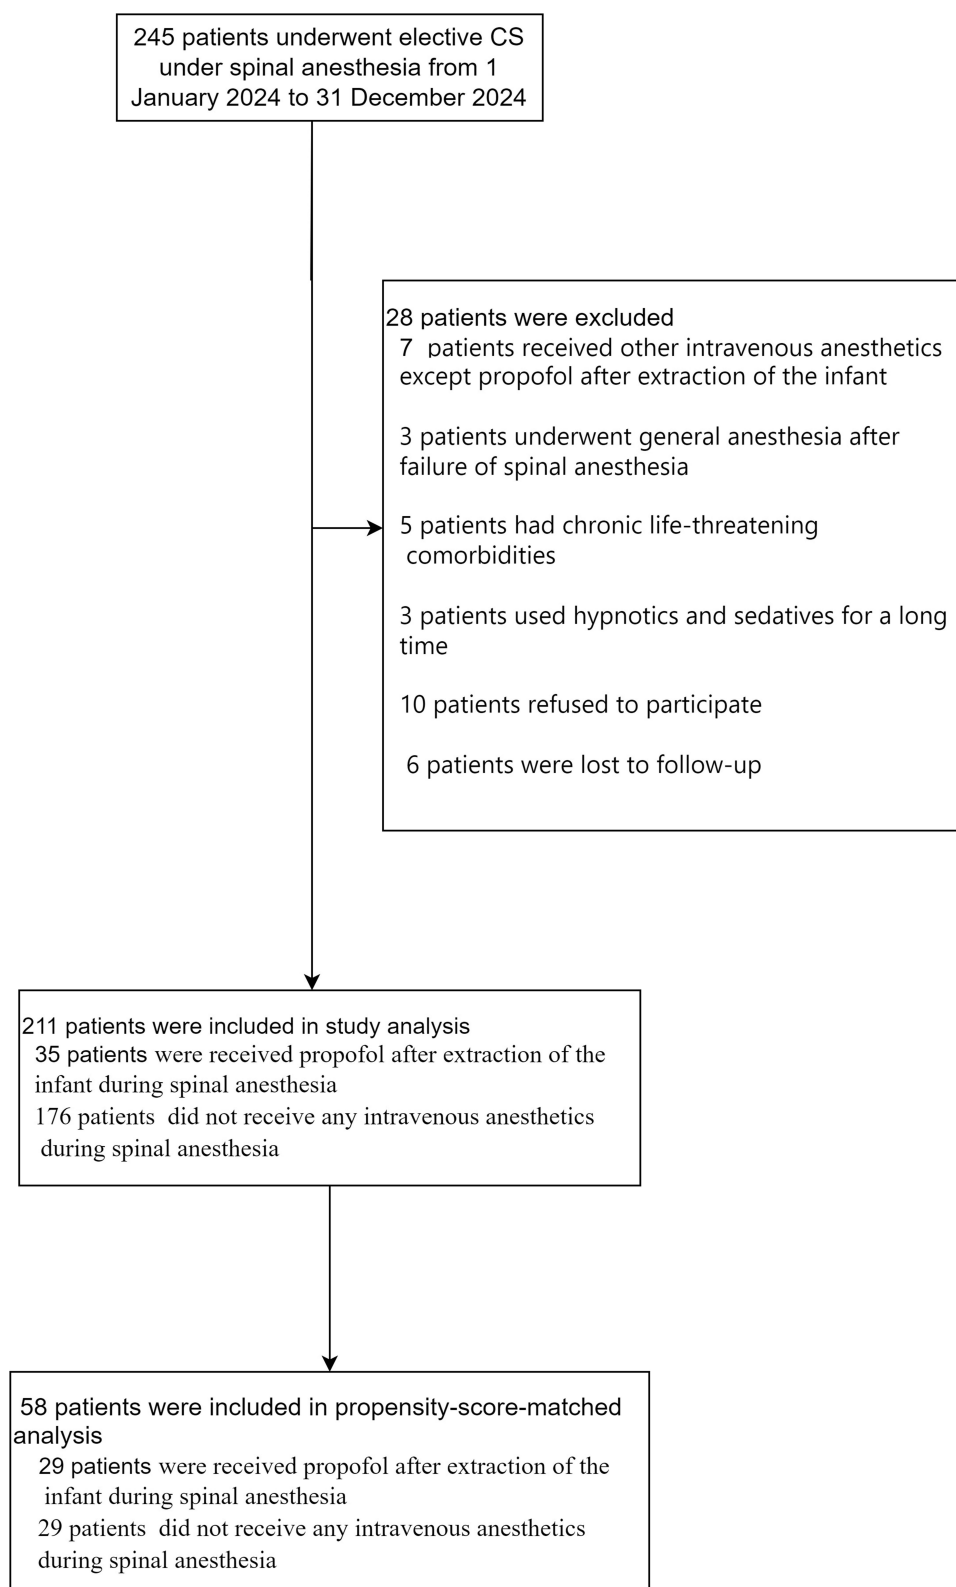 245 patients underwent elective CS
under spinal anesthesia from 1
January 2024 to 31 December 2024
28 patients were excluded
7 patients received other intravenous anesthetics
except propofol after extraction of the infant
3 patients underwent general anesthesia after
failure of spinal anesthesia
5 patients had chronic life-threatening
comorbidities
3 patients used hypnotics and sedatives for a long
time
10 patients refused to participate
6 patients were lost to follow-up
211 patients were included in study analysis
35 patients were received propofol after extraction of the
infant during spinal anesthesia
176 patients did not receive any intravenous anesthetics
during spinal anesthesia
58 patients were included in propensity-score-matched
analysis
29 patients were received propofol after extraction of the
infant during spinal anesthesia
29 patients did not receive any intravenous anesthetics
during spinal anesthesia